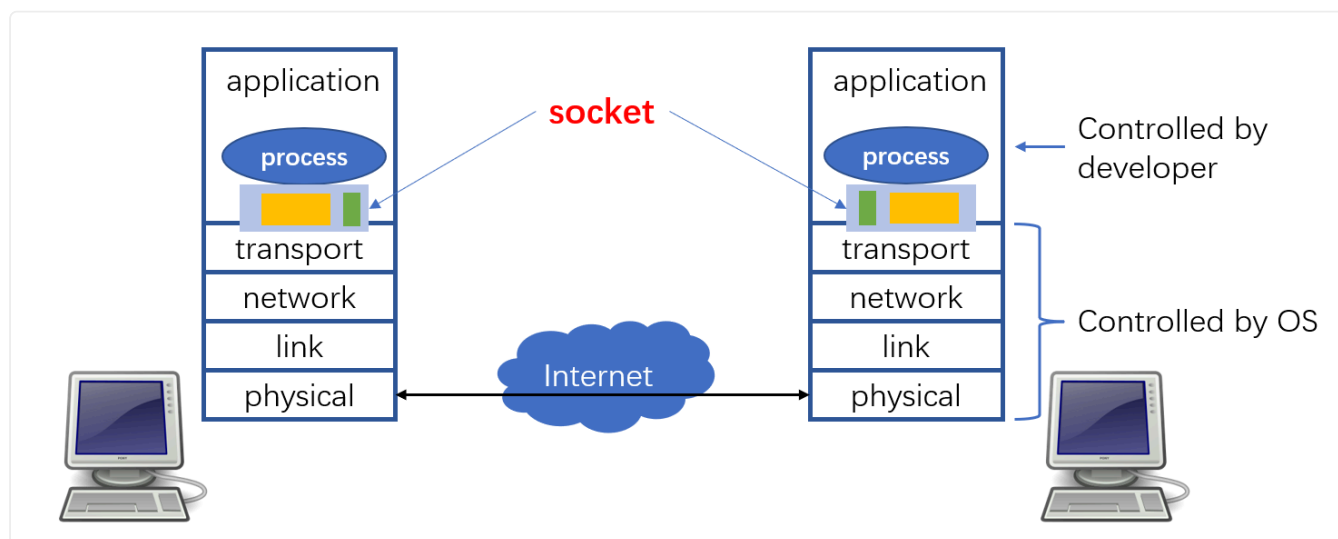 application
process
transport
network
link
physical
socket
Internet
application
process
transport
network
link
physical
Controlled by
developer
Controlled by OS